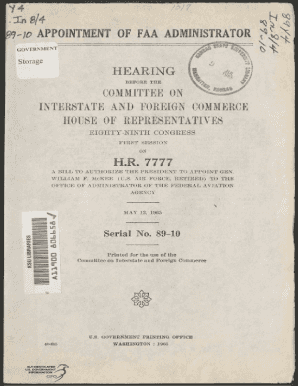 Y 4
. In 8/4
89-10
APPOINTMENT OF FAA ADMINISTRATOR
GOVERNMENT
Storage
HEARING
BEFORE THE
COMMITTEE ON
INTERSTATE AND FOREIGN COMMERCE
HOUSE OF REPRESENTATIVES
EIGHTY-NINTH CONGRESS
FIRST SESSION
ON
H.R. 7777
A BILL TO AUTHORIZE THE PRESIDENT TO APPOINT GEN.
WILLIAM F. McKEE (U.S. AIR FORCE, RETIRED) TO THE
OFFICE OF ADMINISTRATOR OF THE FEDERAL AVIATION
AGENCY
MAY 13, 1965
Serial No. 89-10
Printed for the use of the
Committee on Interstate and Foreign Commerce
U.S. GOVERNMENT PRINTING OFFICE
WASHINGTON : 1965